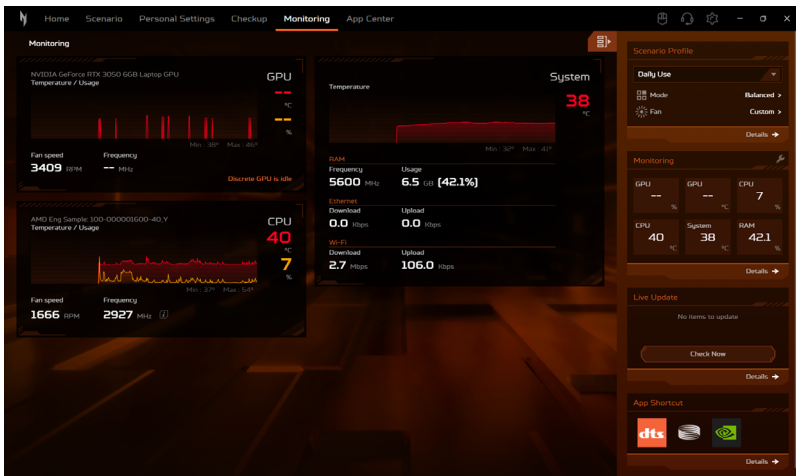 Home Scenario Personal Settings Checkup Monitoring App Center
Monitoring
NVIDIA GeForce RTX 3050 6GB Laptop GPU
Temperature / Usage
GPU
--
°C
--
%
Min : 38° Max : 46°
Fan speed Frequency
3409 RPM -- MHz
Discrete GPU is idle
AMD Eng Sample: 100-000001600-40_Y
Temperature / Usage
CPU
40
°C
7
%
Min : 37° Max : 54°
Fan speed Frequency
1666 RPM 2927 MHz i
System
Temperature
38
°C
Min : 32° Max : 41°
RAM
Frequency Usage
5600 MHz 6.5 GB (42.1%)
Ethernet
Download Upload
0.0 Kbps 0.0 Kbps
Wi-Fi
Download Upload
2.7 Mbps 106.0 Kbps
Scenario Profile
Daily Use
Mode Balanced >
Fan Custom >
Details
Monitoring
GPU GPU CPU
-- -- 7
% °C %
CPU System RAM
40 38 42.1
°C °C %
Details
Live Update
No items to update
Check Now
Details
App Shortcut
dts
Details